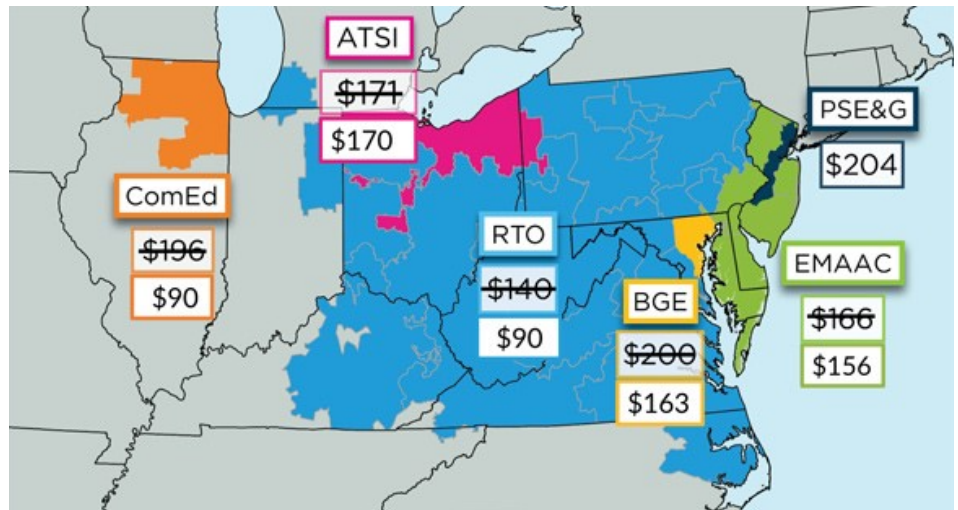 ATSI
$171
$170
PSE&G
$204
ComEd
$196
$90
RTO
$140
$90
BGE
$200
$163
EMAAC
$166
$156